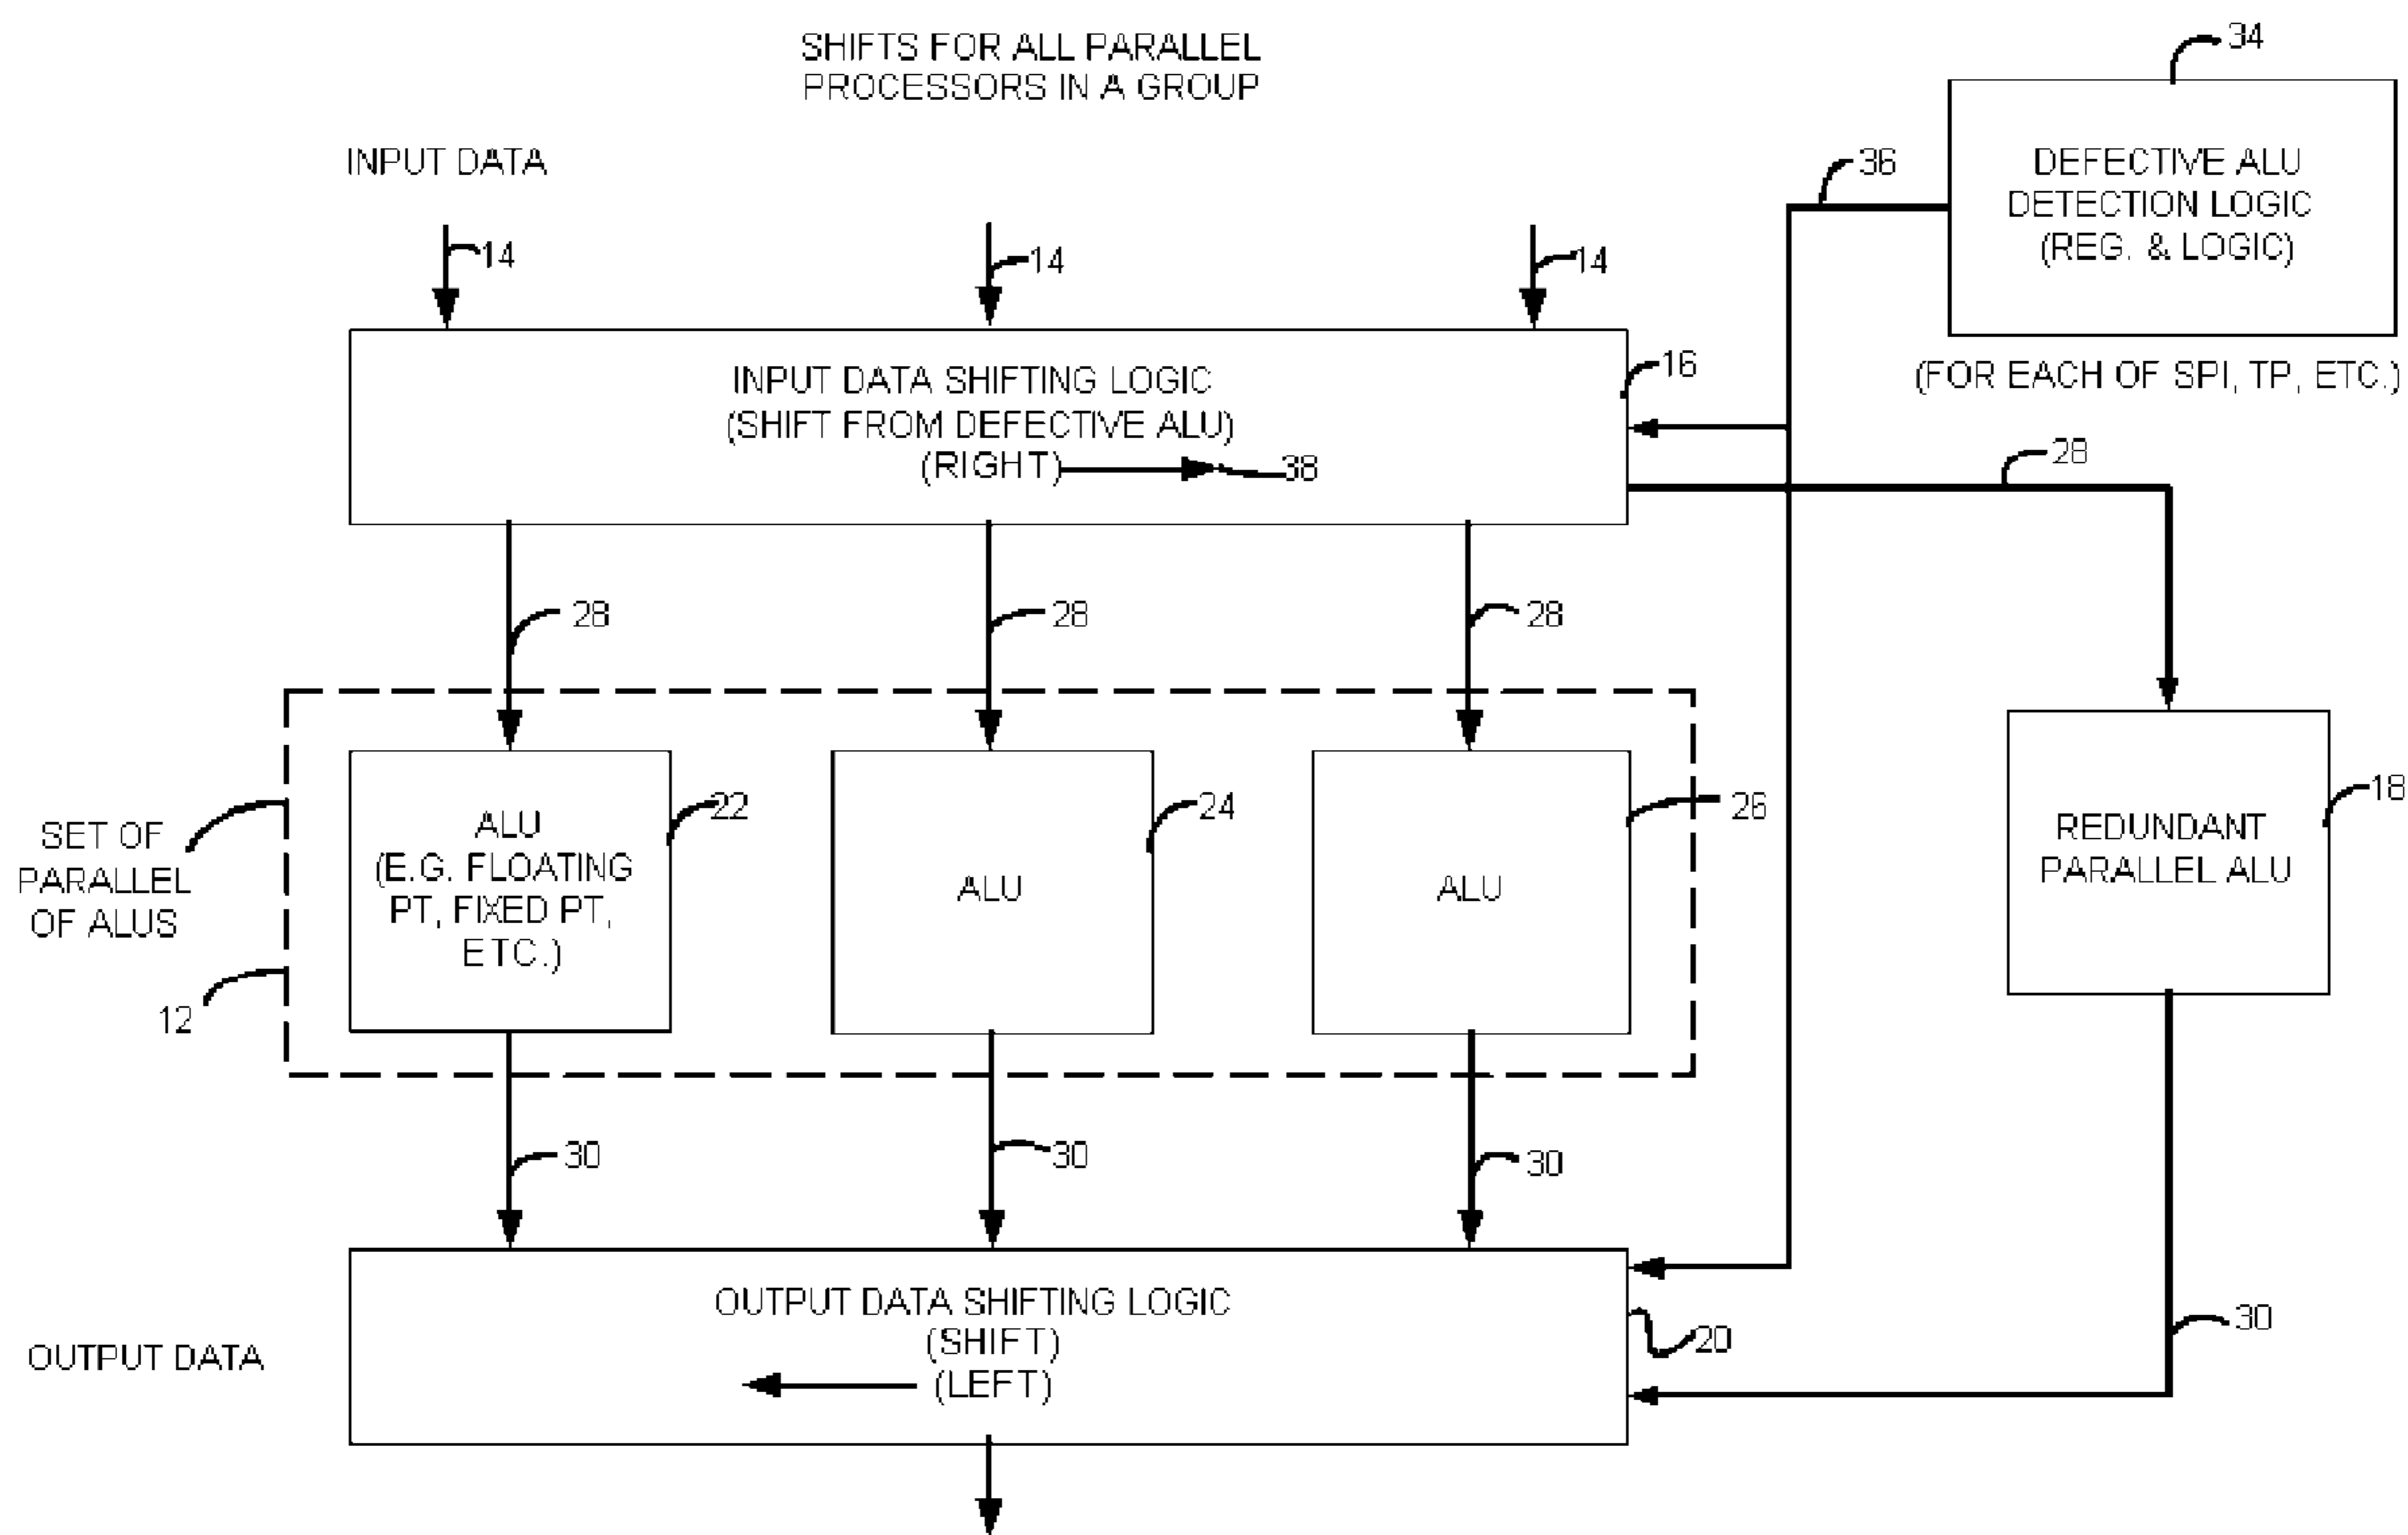 SHIFTS FOR ALL PARALLEL
PROCESSORS IN A GROUP
34
INPUT DATA
36
DEFECTIVE ALU
DETECTION LOGIC
(REG. & LOGIC)
14
14
14
(FOR EACH OF SPI, TP, ETC.)
INPUT DATA SHIFTING LOGIC
(SHIFT FROM DEFECTIVE ALU)
(RIGHT)
38
16
28
28
28
28
SET OF
PARALLEL
OF ALUS
12
ALU
(E.G. FLOATING
PT, FIXED PT,
ETC.)
22
ALU
24
ALU
26
REDUNDANT
PARALLEL ALU
18
30
30
30
30
OUTPUT DATA
OUTPUT DATA SHIFTING LOGIC
(SHIFT)
(LEFT)
20